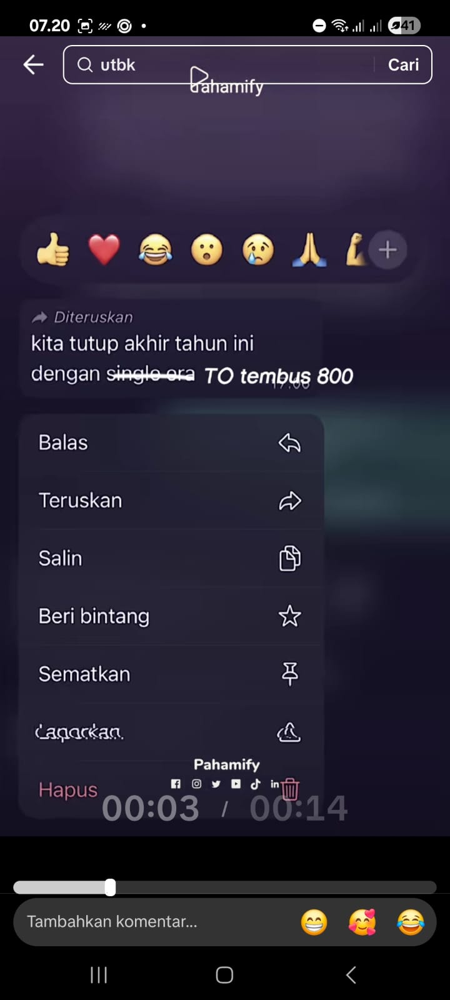 07.20
41
utbk
Cari
Pahamify
Diteruskan
kita tutup akhir tahun ini
dengan single era TO tembus 800
Balas
Teruskan
Salin
Beri bintang
Sematkan
Laporkan
Pahamify
Hapus
00:03 / 00:14
Tambahkan komentar...